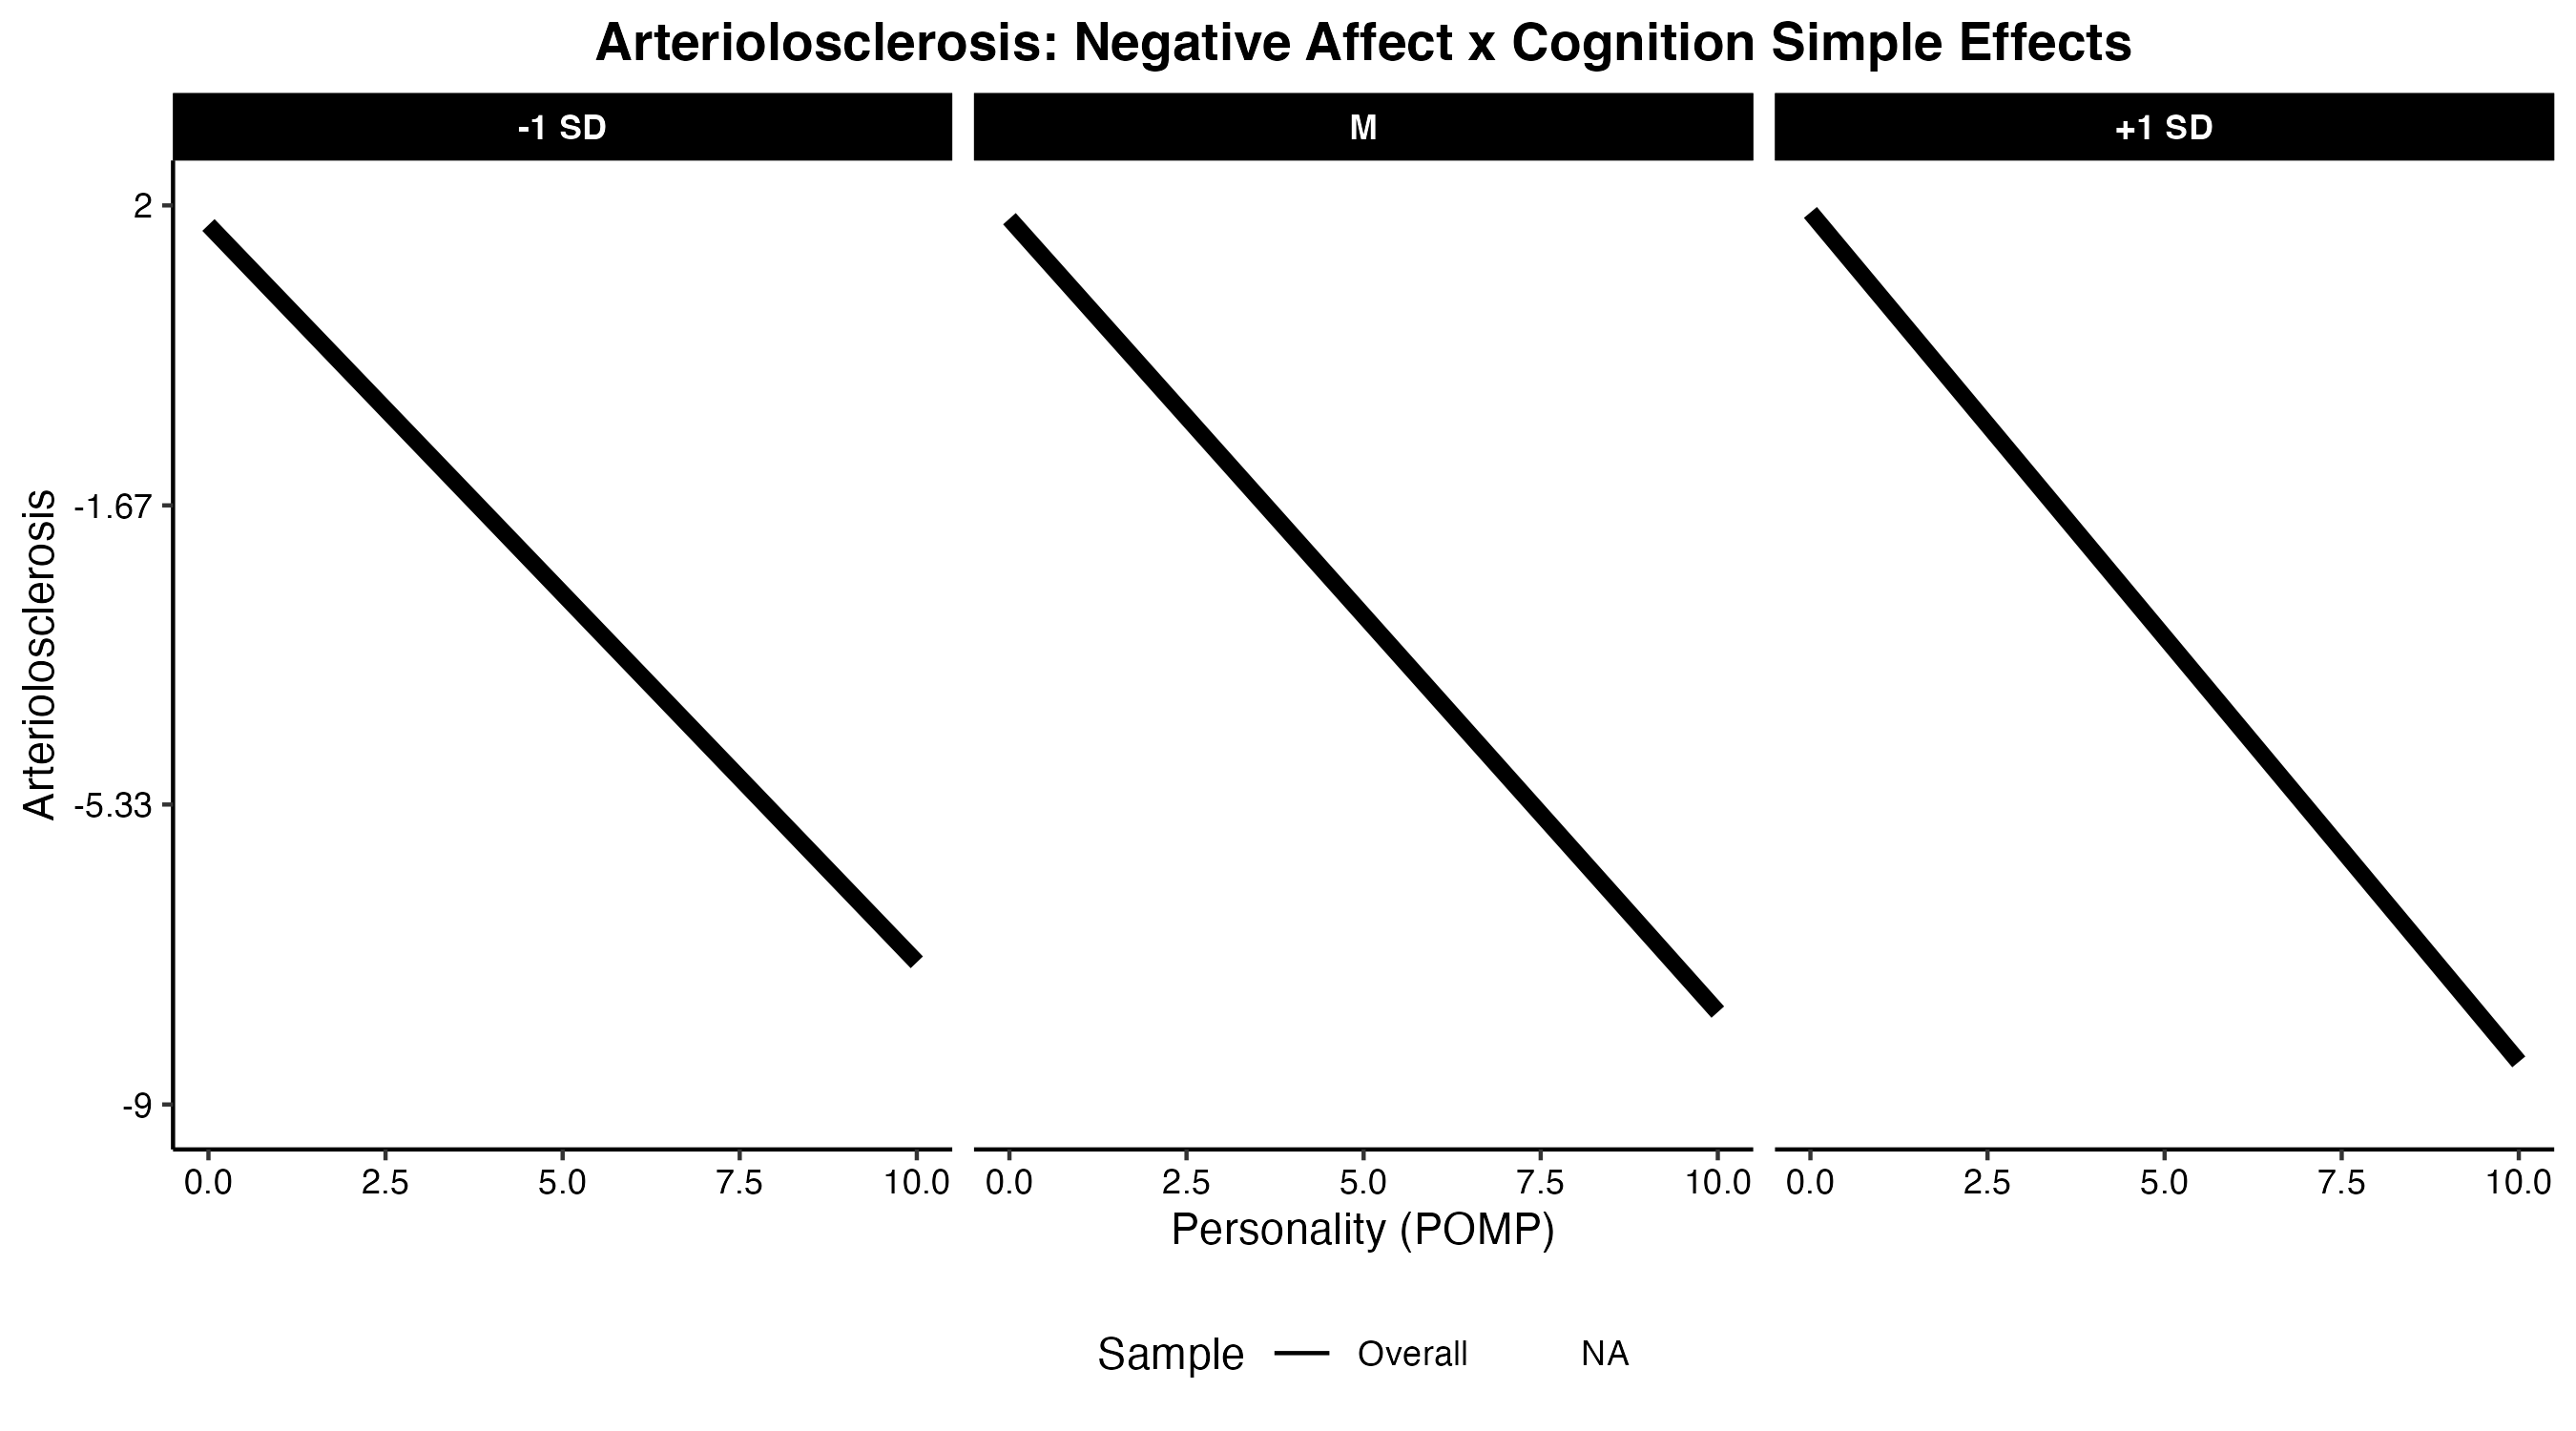 Arteriolosclerosis: Negative Affect x Cognition Simple Effects
-1 SD M +1 SD
Arteriolosclerosis
2
-1.67
-5.33
-9
0.0 2.5 5.0 7.5 10.0 0.0 2.5 5.0 7.5 10.0 0.0 2.5 5.0 7.5 10.0
Personality (POMP)
Sample Overall NA